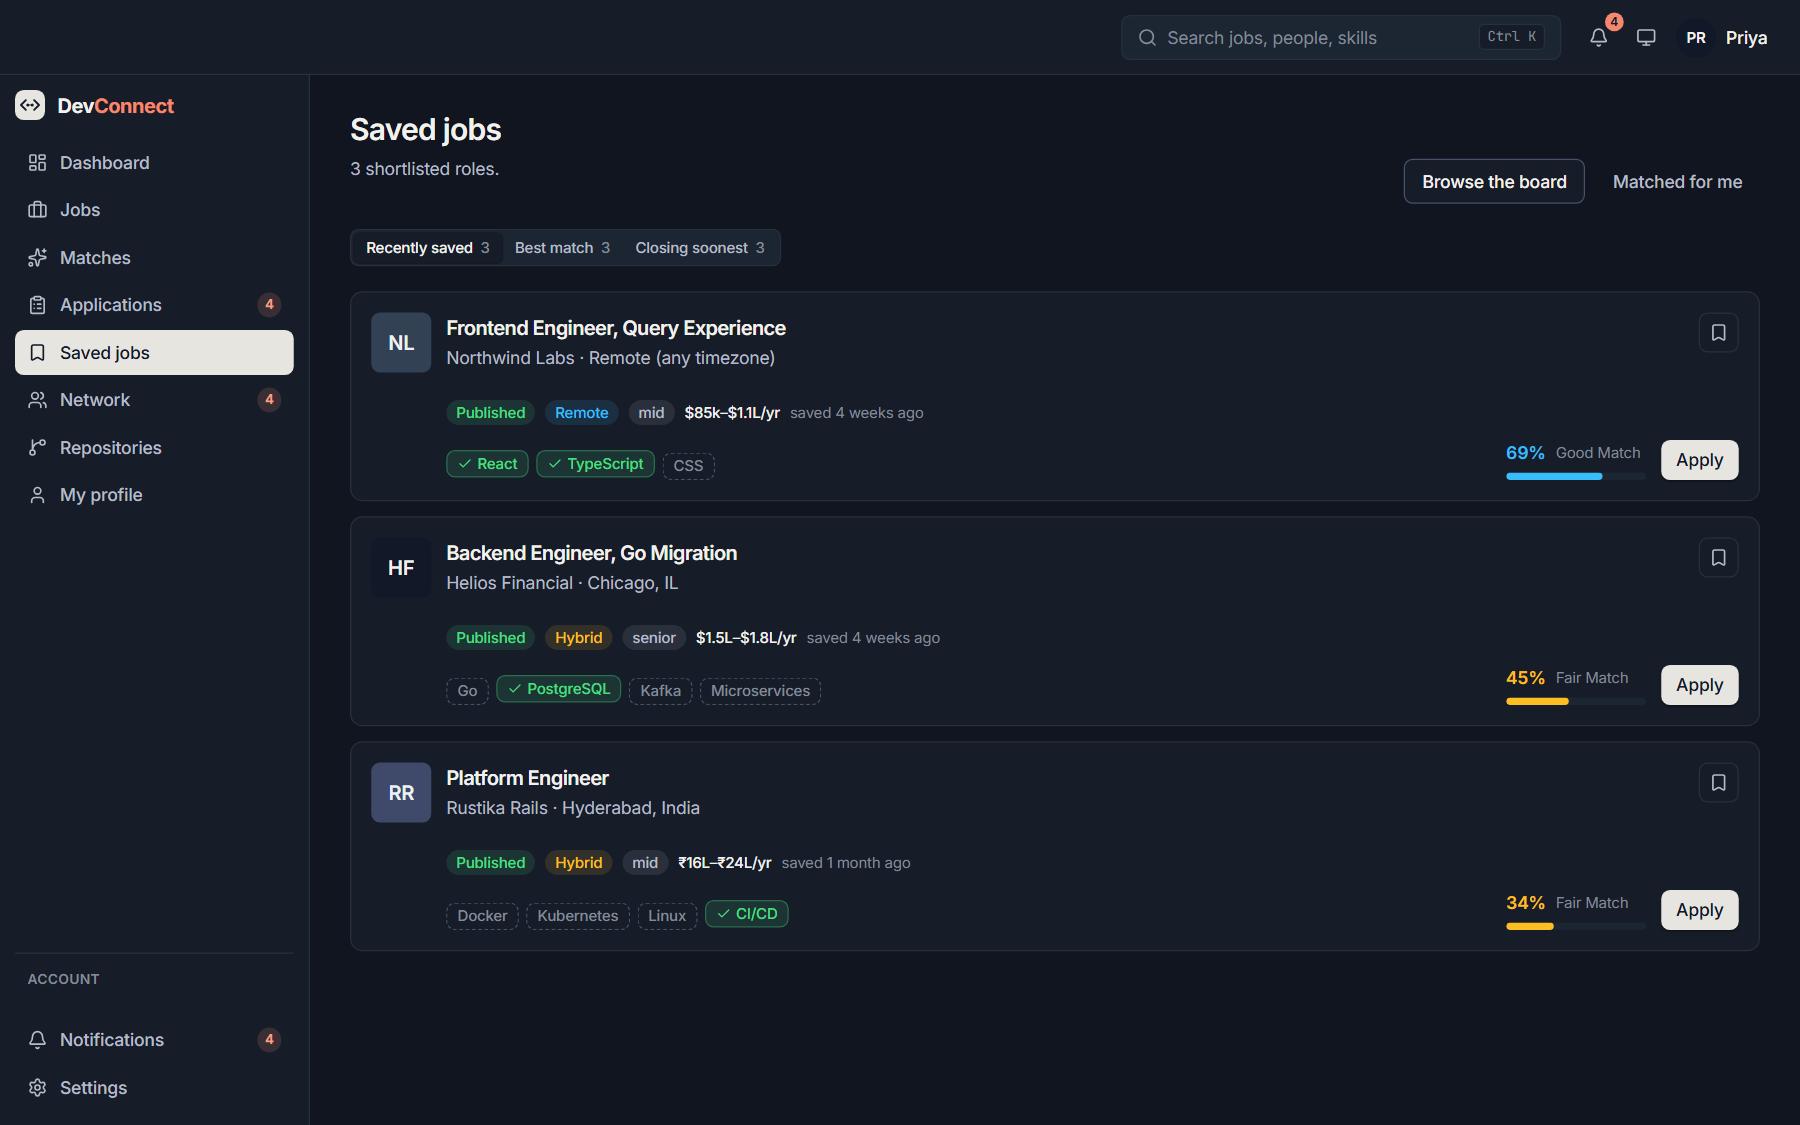 Search jobs, people, skills
Ctrl K
4
PR
Priya
DevConnect
Dashboard
Jobs
Matches
Applications 4
Saved jobs
Network 4
Repositories
My profile
ACCOUNT
Notifications 4
Settings
Saved jobs
3 shortlisted roles.
Browse the board
Matched for me
Recently saved 3
Best match 3
Closing soonest 3
NL
Frontend Engineer, Query Experience
Northwind Labs · Remote (any timezone)
Published Remote mid $85k–$1.1L/yr saved 4 weeks ago
React TypeScript CSS
69% Good Match
Apply
HF
Backend Engineer, Go Migration
Helios Financial · Chicago, IL
Published Hybrid senior $1.5L–$1.8L/yr saved 4 weeks ago
Go PostgreSQL Kafka Microservices
45% Fair Match
Apply
RR
Platform Engineer
Rustika Rails · Hyderabad, India
Published Hybrid mid ₹16L–₹24L/yr saved 1 month ago
Docker Kubernetes Linux CI/CD
34% Fair Match
Apply